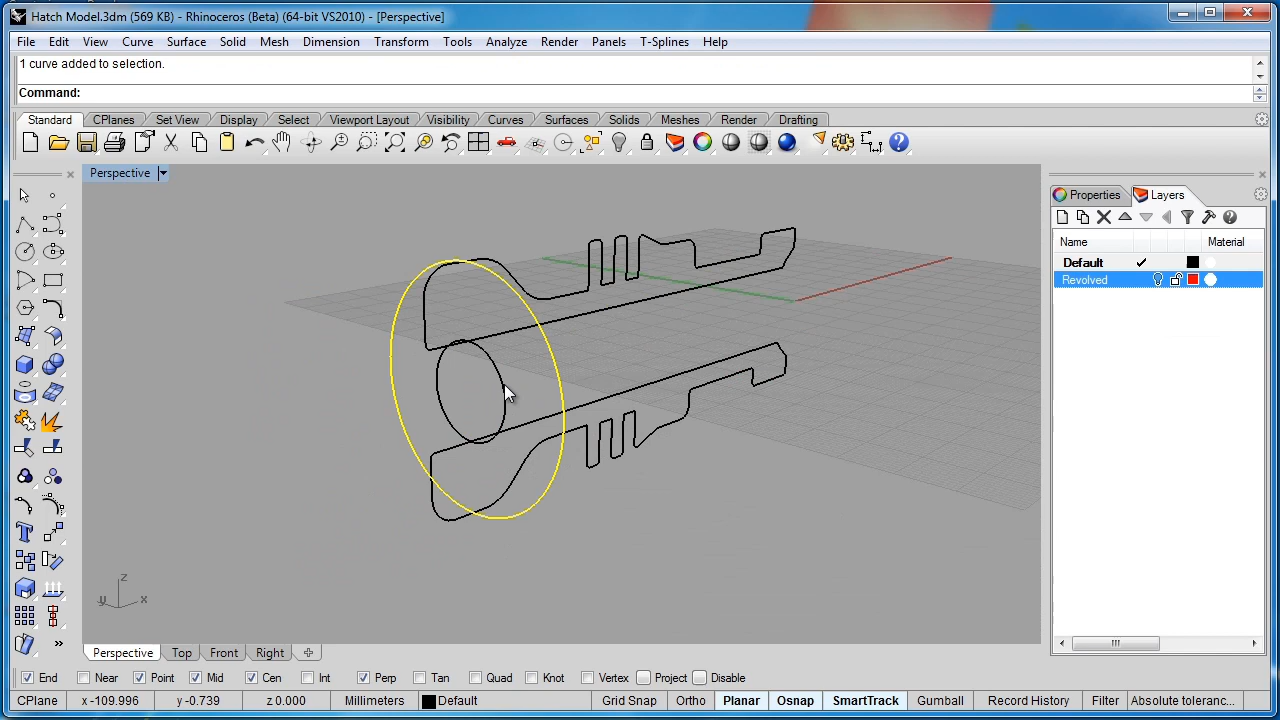 Hatch Model.3dm (569 KB) - Rhinoceros (Beta) (64-bit VS2010) - [Perspective]
File Edit View Curve Surface Solid Mesh Dimension Transform Tools Analyze Render Panels T-Splines Help
1 curve added to selection.
Command:
Standard CPlanes Set View Display Select Viewport Layout Visibility Curves Surfaces Solids Meshes Render Drafting
Perspective
Properties Layers
Name Material
Default
Revolved
z
y x
Perspective Top Front Right
End Near Point Mid Cen Int Perp Tan Quad Knot Vertex Project Disable
CPlane x -109.996 y -0.739 z 0.000 Millimeters Default Grid Snap Ortho Planar Osnap SmartTrack Gumball Record History Filter Absolute toleranc...